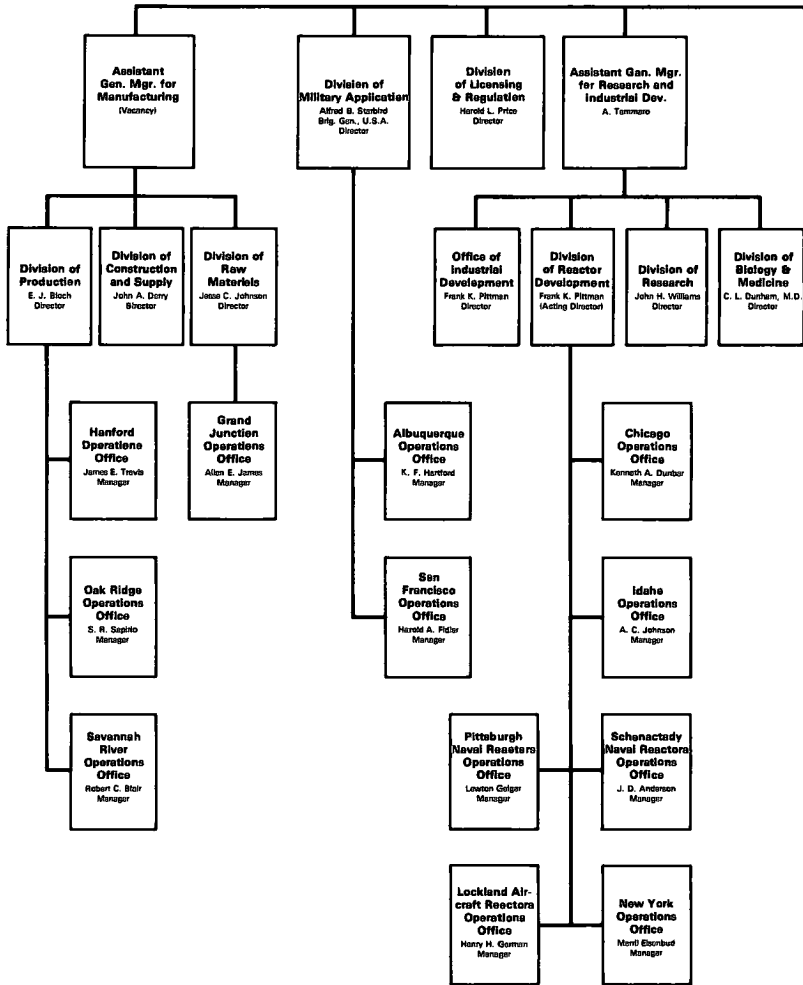 Assistant
Gen. Mgr. for
Manufacturing
(Vacancy)
Division of
Military Application
Alfred B. Starbird
Brig. Gen., U.S.A.
Director
Division
of Licensing
& Regulation
Harold L. Price
Director
Assistant Gan. Mgr.
for Research and
Industrial Dev.
A. Tammaro
Division of
Production
E. J. Bloch
Director
Division of
Construction
and Supply
John A. Derry
Director
Division of
Raw
Materials
Jesse C. Johnson
Director
Office of
Industrial
Development
Frank K. Pittman
Director
Division
of Reactor
Development
Frank K. Pittman
(Acting Director)
Division of
Research
John H. Williams
Director
Division of
Biology &
Medicine
C. L. Dunham, M.D.
Director
Hanford
Operations
Office
James E. Travis
Manager
Grand
Junction
Operations
Office
Allen E. James
Manager
Albuquerque
Operations
Office
K. F. Hertford
Manager
Chicago
Operations
Office
Kenneth A. Dunbar
Manager
Oak Ridge
Operations
Office
S. R. Sapirio
Manager
San
Francisco
Operations
Office
Harold A. Fidler
Manager
Idaho
Operations
Office
A. C. Johnson
Manager
Savannah
River
Operations
Office
Robert C. Blair
Manager
Pittsburgh
Naval Reactors
Operations
Office
Lawton Geiger
Manager
Schenactady
Naval Reactors
Operations
Office
J. D. Anderson
Manager
Lockland Air-
craft Reactors
Operations
Office
Henry H. Gorman
Manager
New York
Operations
Office
Merril Eisenbud
Manager